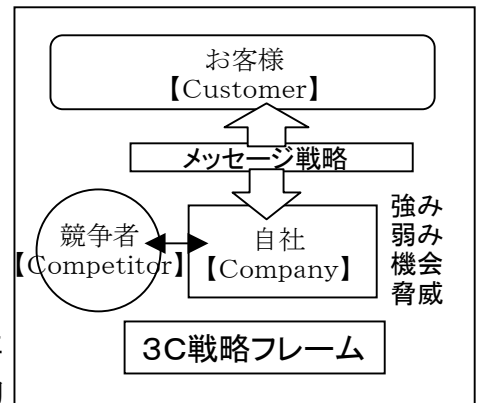 お客様
【Customer】
メッセージ戦略
強み
弱み
機会
脅威
競争者
【Competitor】
自社
【Company】
３C戦略フレーム